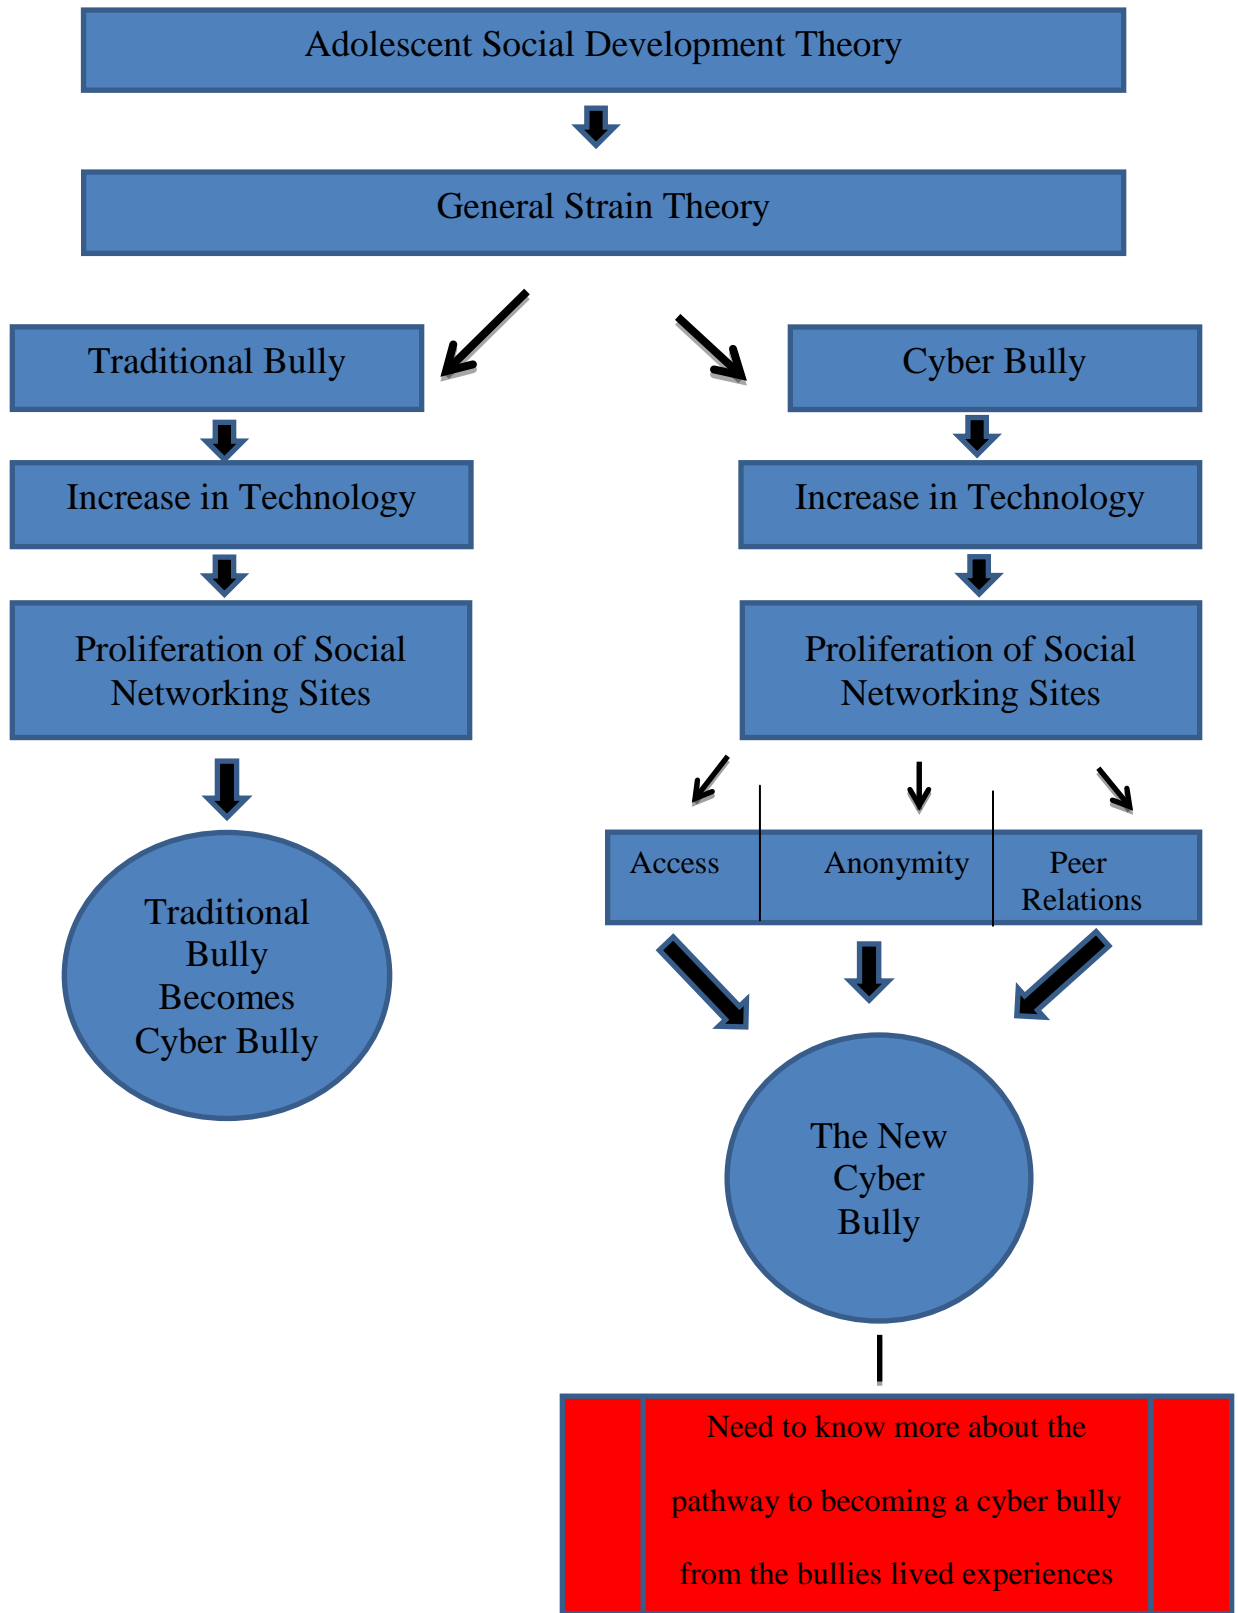 Adolescent Social Development Theory
General Strain Theory
Traditional Bully
Cyber Bully
Increase in Technology
Increase in Technology
Proliferation of Social
Networking Sites
Proliferation of Social
Networking Sites
Access
Anonymity
Peer
Relations
Traditional
Bully
Becomes
Cyber Bully
The New
Cyber
Bully
Need to know more about the
pathway to becoming a cyber bully
from the bullies lived experiences